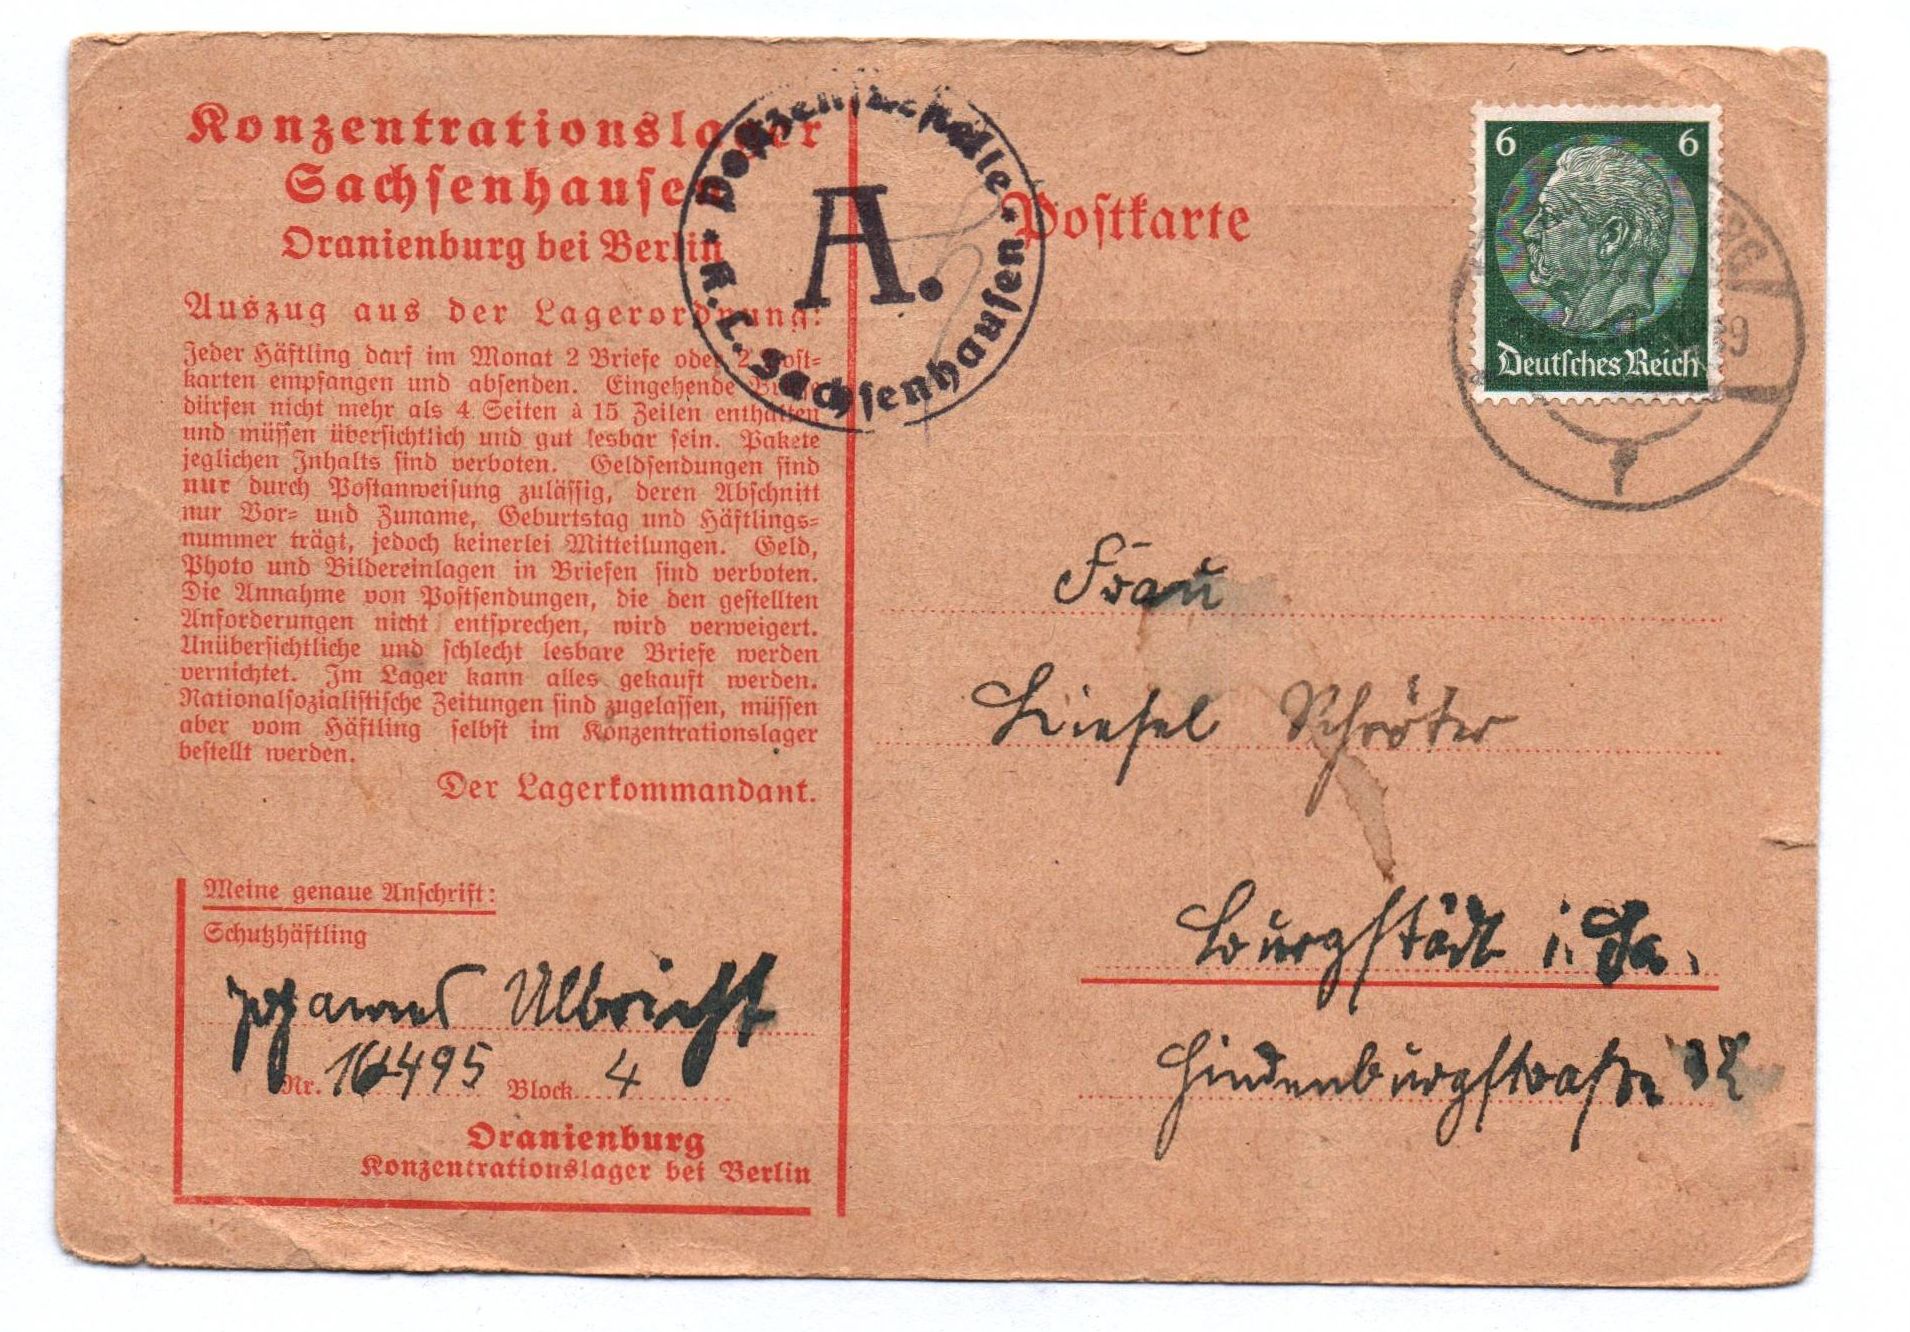 Konzentrationslager
Sachsenhausen
Oranienburg bei Berlin
Auszug aus der Lagerordnung:
Jeder Häftling darf im Monat 2 Briefe oder 2 Post-
karten empfangen und absenden. Eingehende Briefe
dürfen nicht mehr als 4 Seiten à 15 Zeilen enthalten
und müssen übersichtlich und gut lesbar sein. Pakete
jeglichen Inhalts sind verboten. Geldsendungen sind
nur durch Postanweisung zulässig, deren Abschnitt
nur Vor- und Zuname, Geburtstag und Häftlings-
nummer trägt, jedoch keinerlei Mitteilungen. Geld,
Photo und Bildereinlagen in Briefen sind verboten.
Die Annahme von Postsendungen, die den gestellten
Anforderungen nicht entsprechen, wird verweigert.
Unübersichtliche und schlecht lesbare Briefe werden
vernichtet. Im Lager kann alles gekauft werden.
Nationalsozialistische Zeitungen sind zugelassen, müssen
aber vom Häftling selbst im Konzentrationslager
bestellt werden.
Der Lagerkommandant.
Meine genaue Anschrift:
Schutzhäftling
Johannes Ulbricht
Nr. Block 4
Oranienburg
Konzentrationslager bei Berlin
Postzensurstelle
A.
K. L. Sachsenhausen
Postkarte
6 6
Deutsches Reich
Frau
Liesel Schröter
Burgstädt i. Sa.
Hindenburgstraße 32